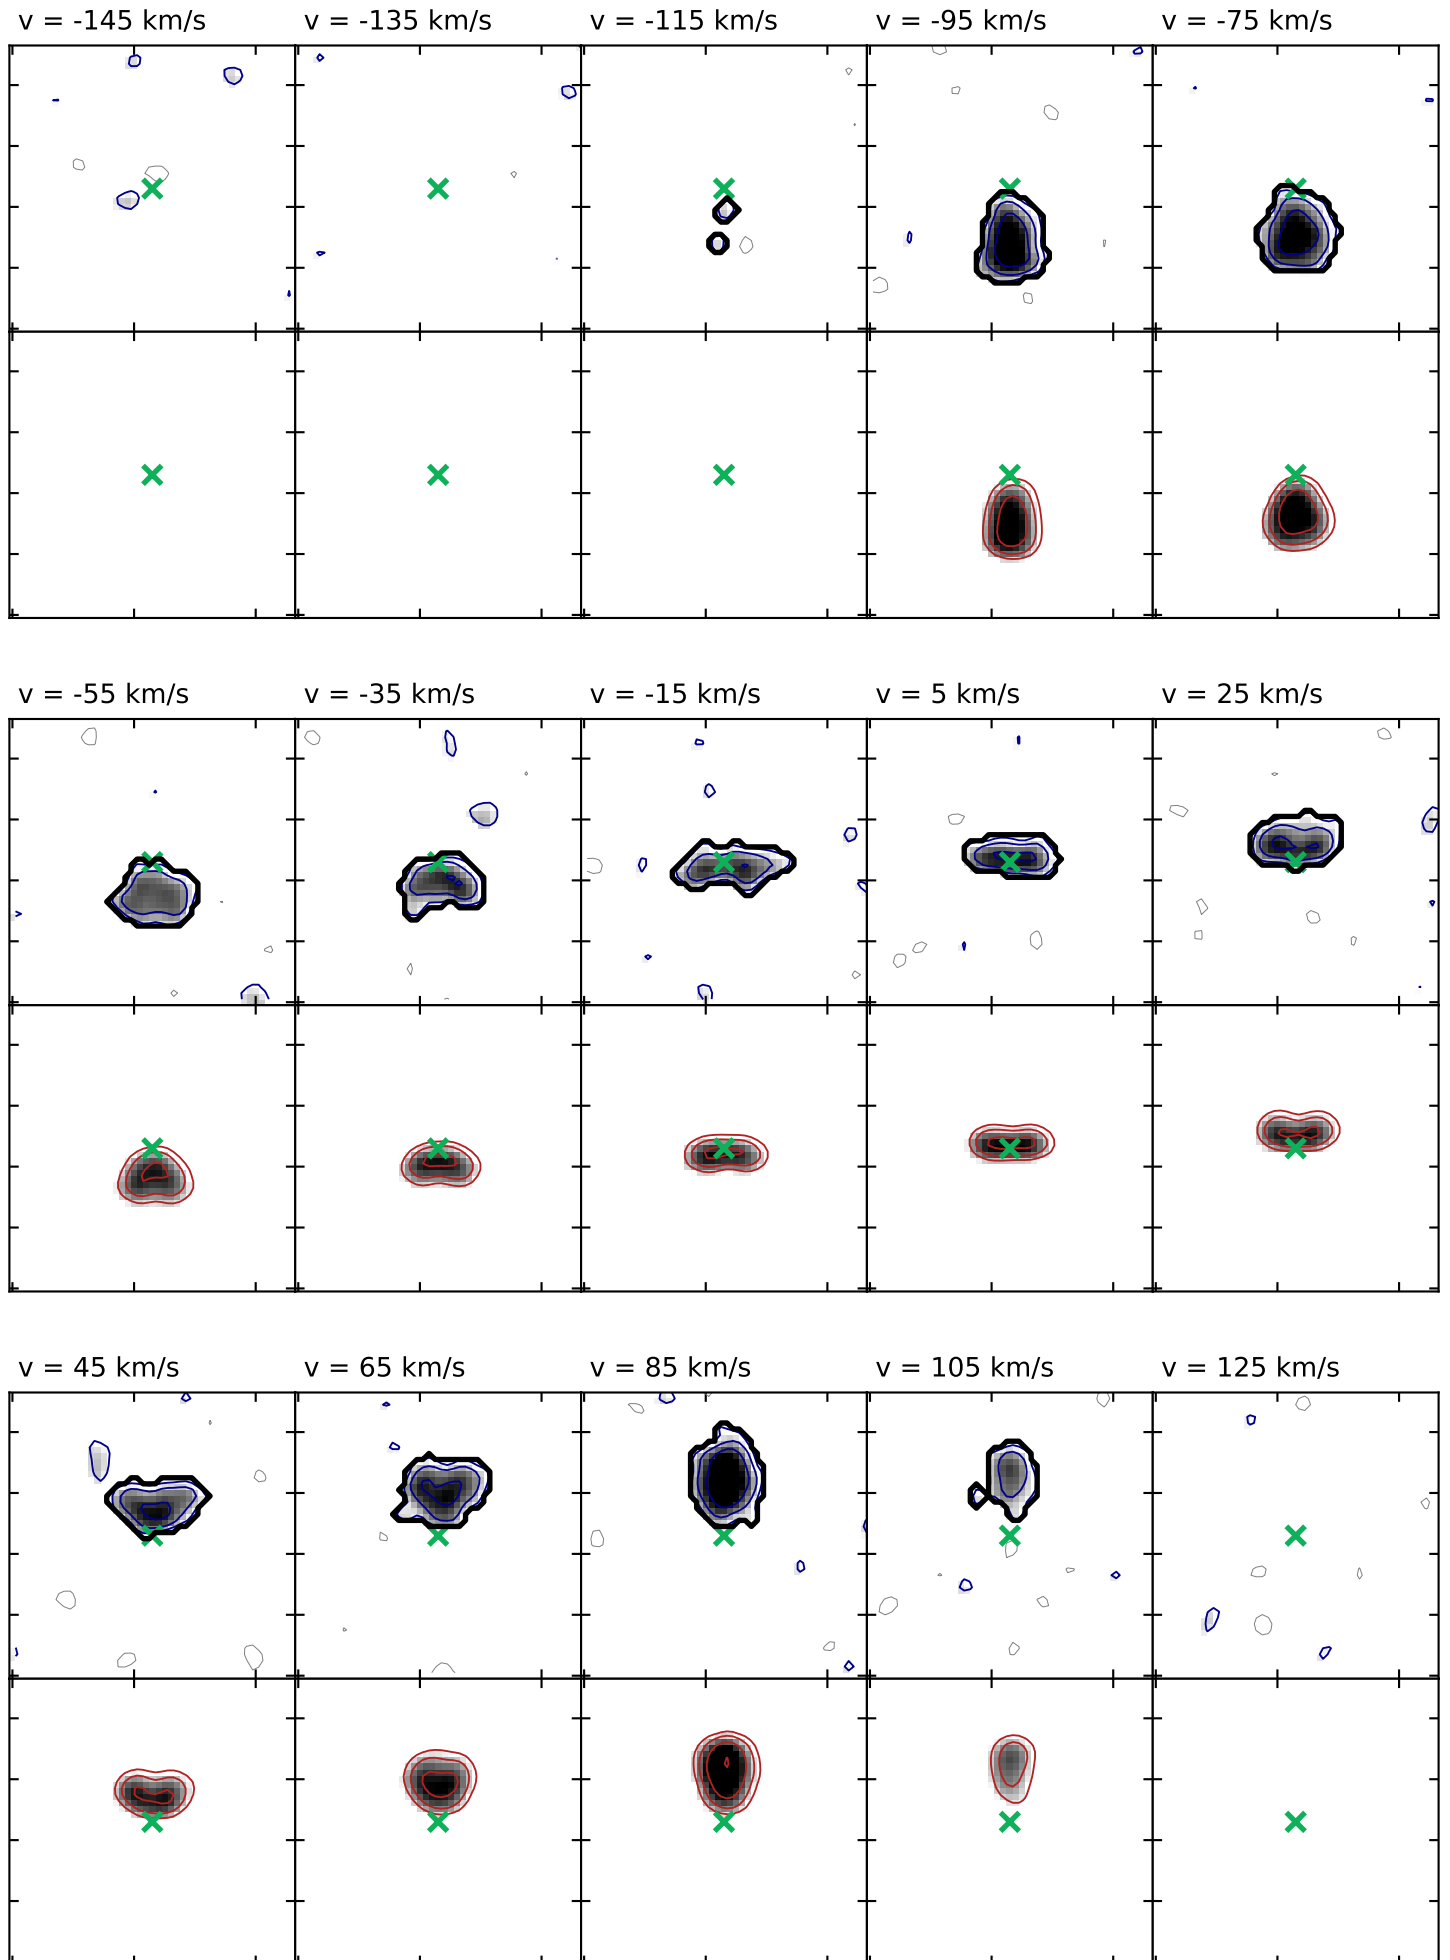 v = -145 km/s
v = -135 km/s
v = -115 km/s
v = -95 km/s
v = -75 km/s
v = -55 km/s
v = -35 km/s
v = -15 km/s
v = 5 km/s
v = 25 km/s
v = 45 km/s
v = 65 km/s
v = 85 km/s
v = 105 km/s
v = 125 km/s